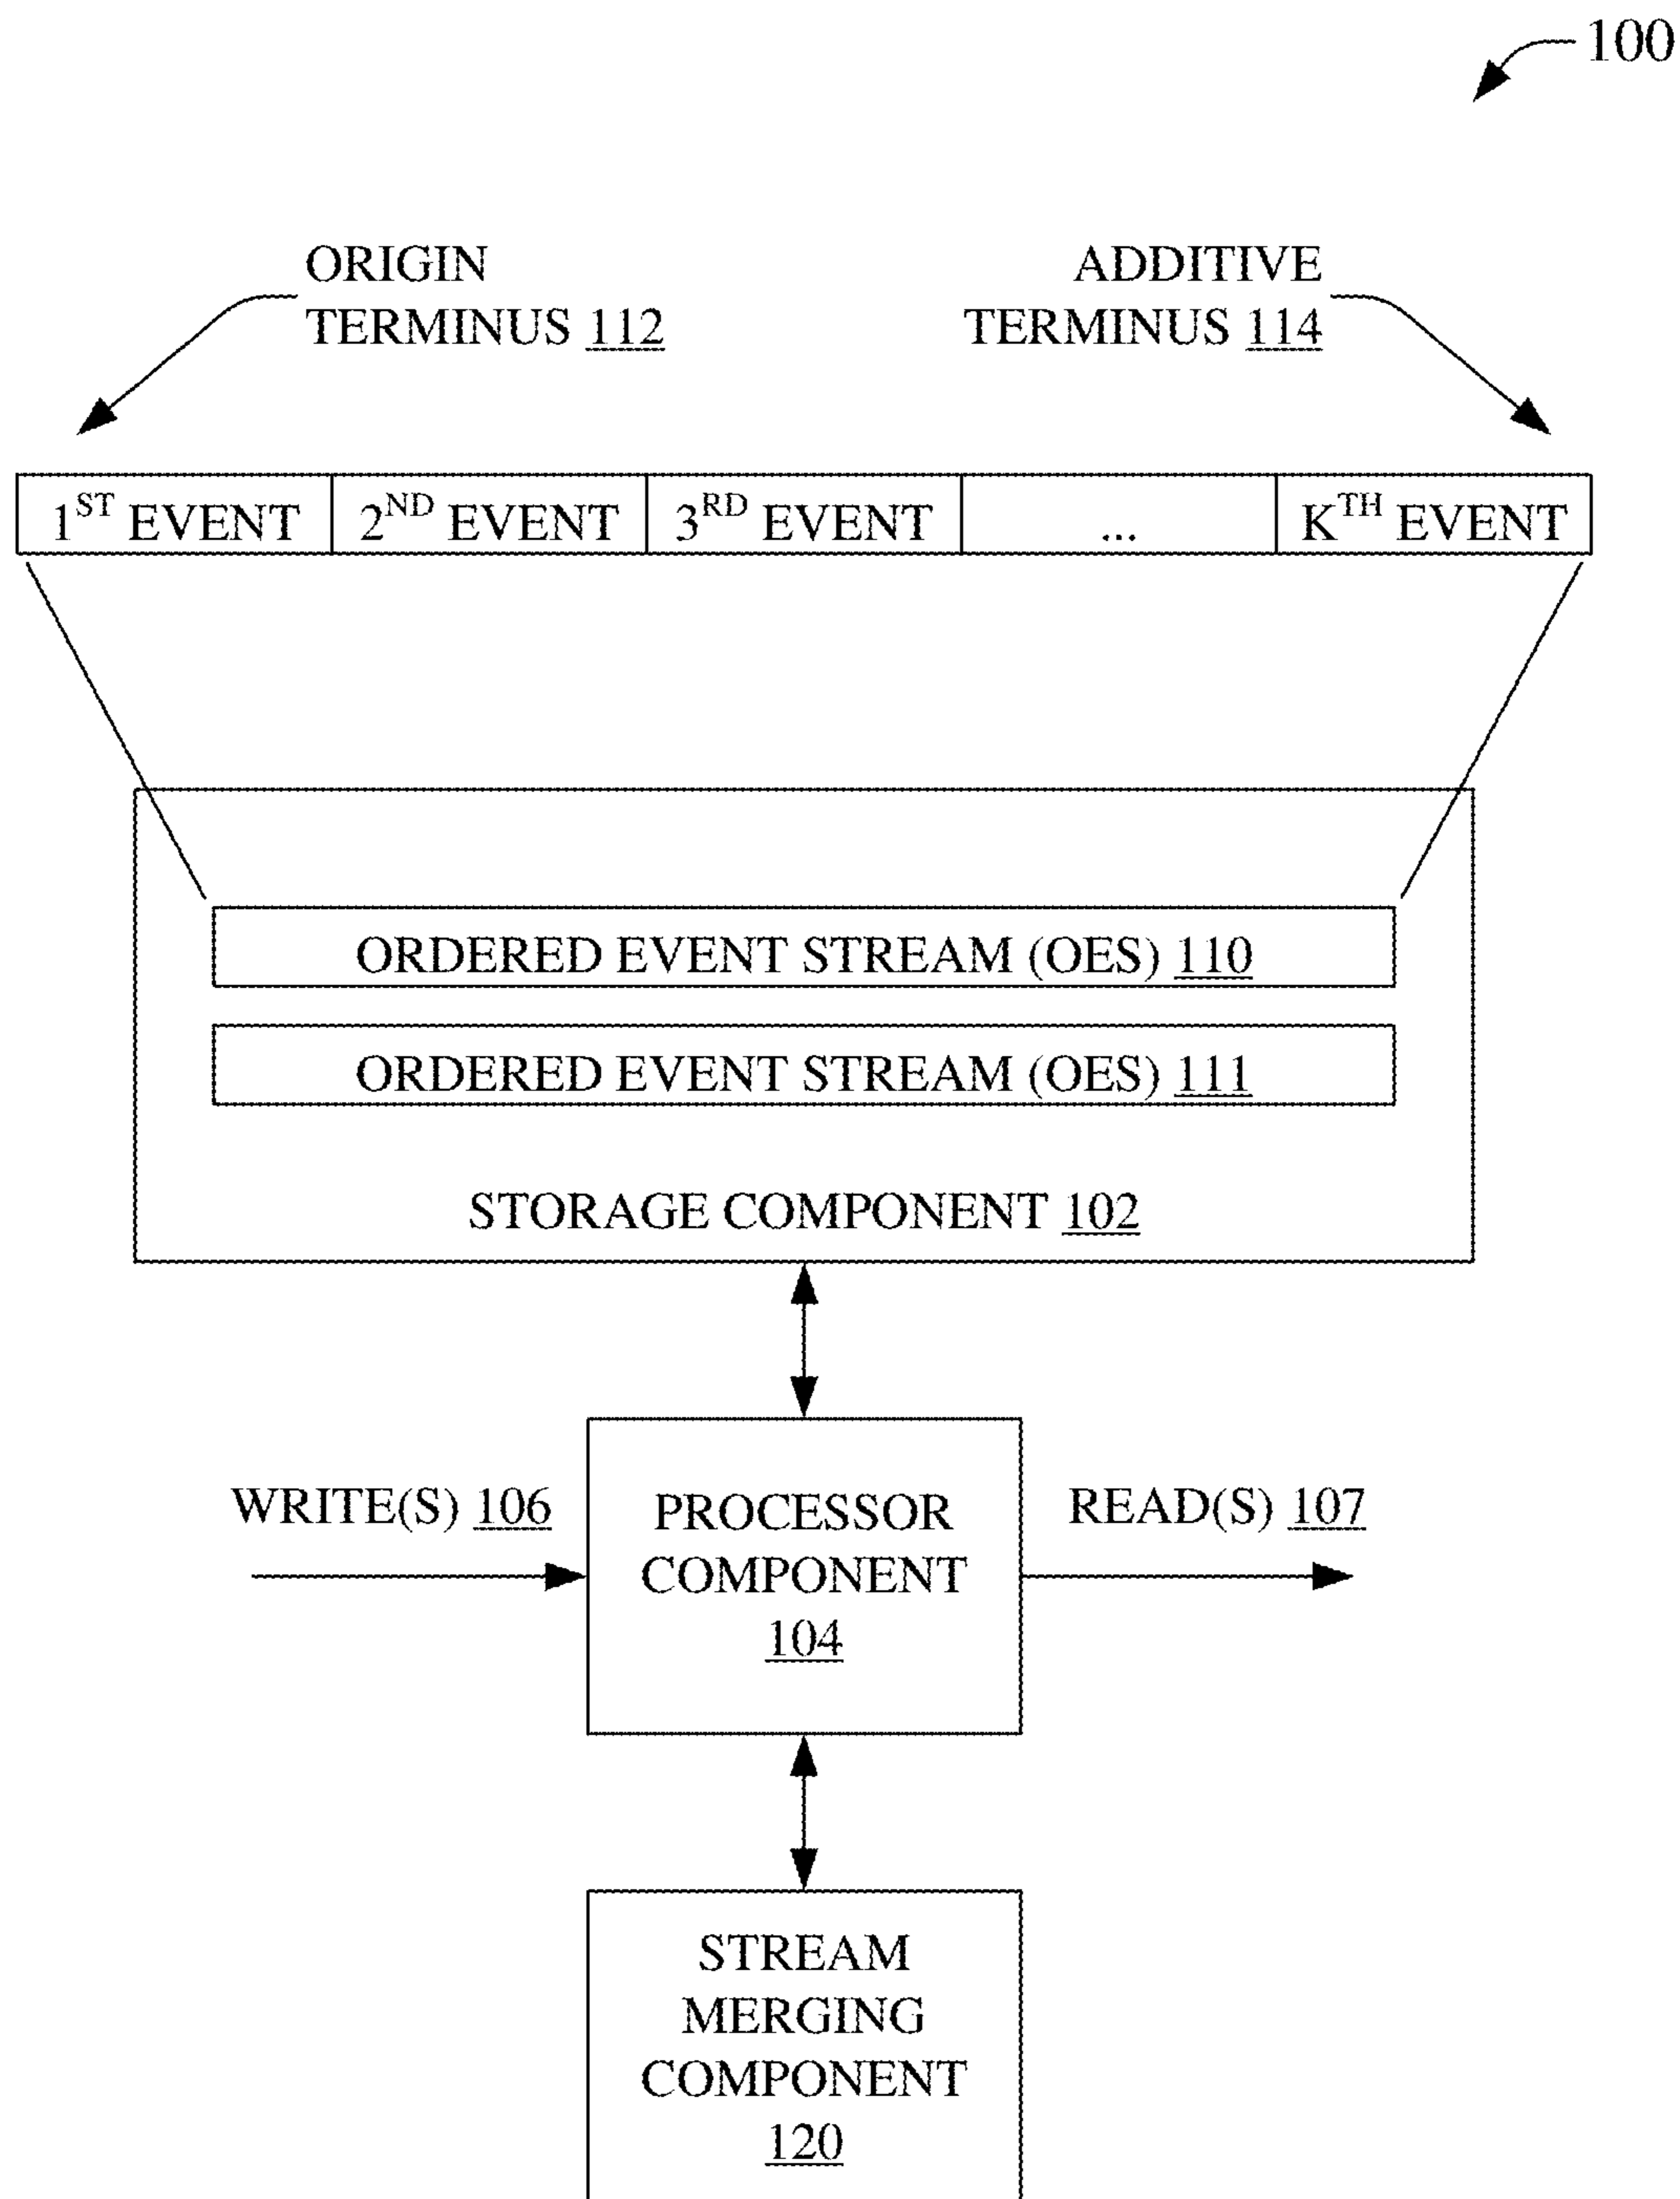 100
ORIGIN
TERMINUS 112
ADDITIVE
TERMINUS 114
1ST EVENT
2ND EVENT
3RD EVENT
...
KTH EVENT
ORDERED EVENT STREAM (OES) 110
ORDERED EVENT STREAM (OES) 111
STORAGE COMPONENT 102
WRITE(S) 106
PROCESSOR
COMPONENT
104
READ(S) 107
STREAM
MERGING
COMPONENT
120